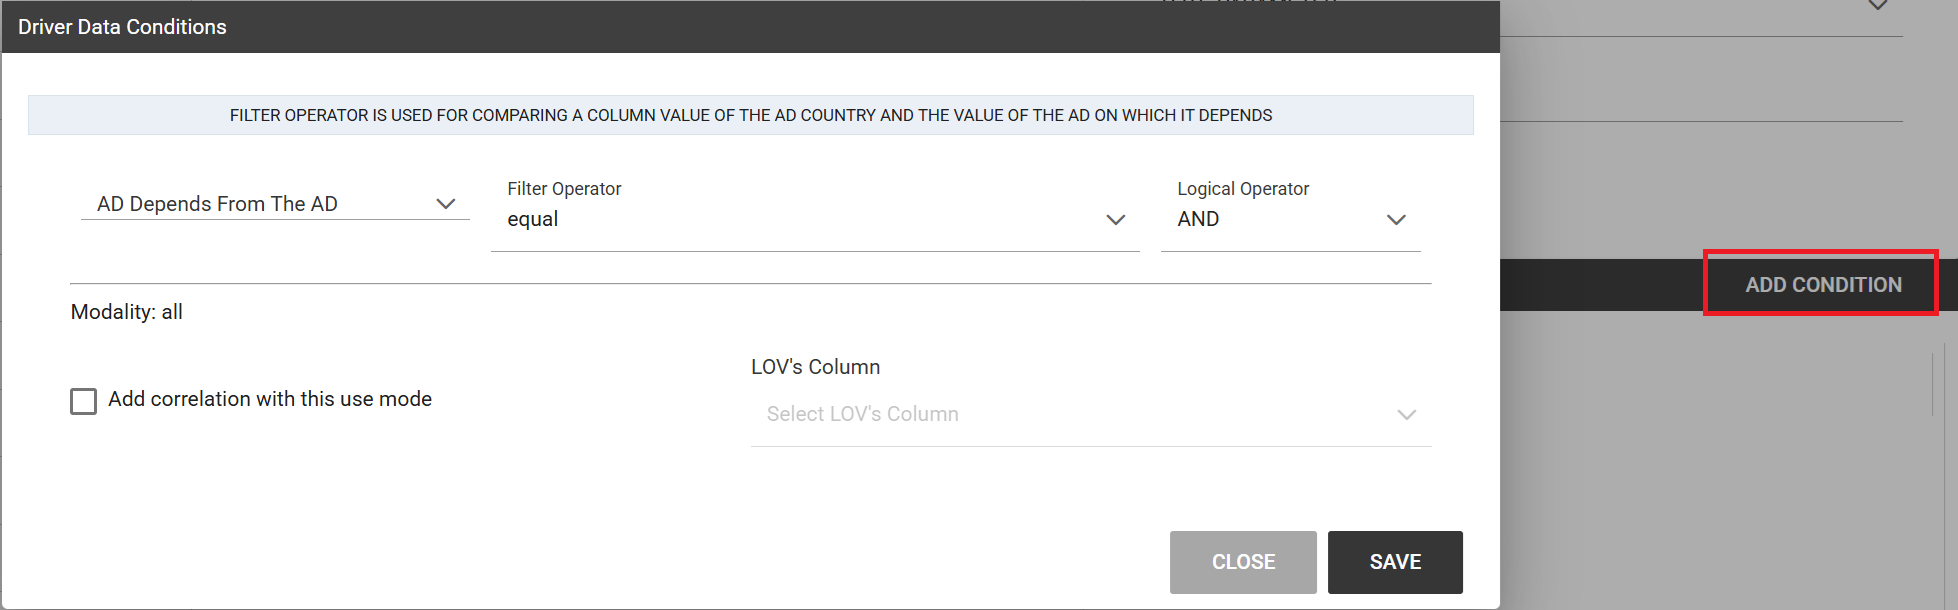 Driver Data Conditions
FILTER OPERATOR IS USED FOR COMPARING A COLUMN VALUE OF THE AD COUNTRY AND THE VALUE OF THE AD ON WHICH IT DEPENDS
AD Depends From The AD
Filter Operator
equal
Logical Operator
AND
ADD CONDITION
Modality: all
Add correlation with this use mode
LOV's Column
Select LOV's Column
CLOSE
SAVE